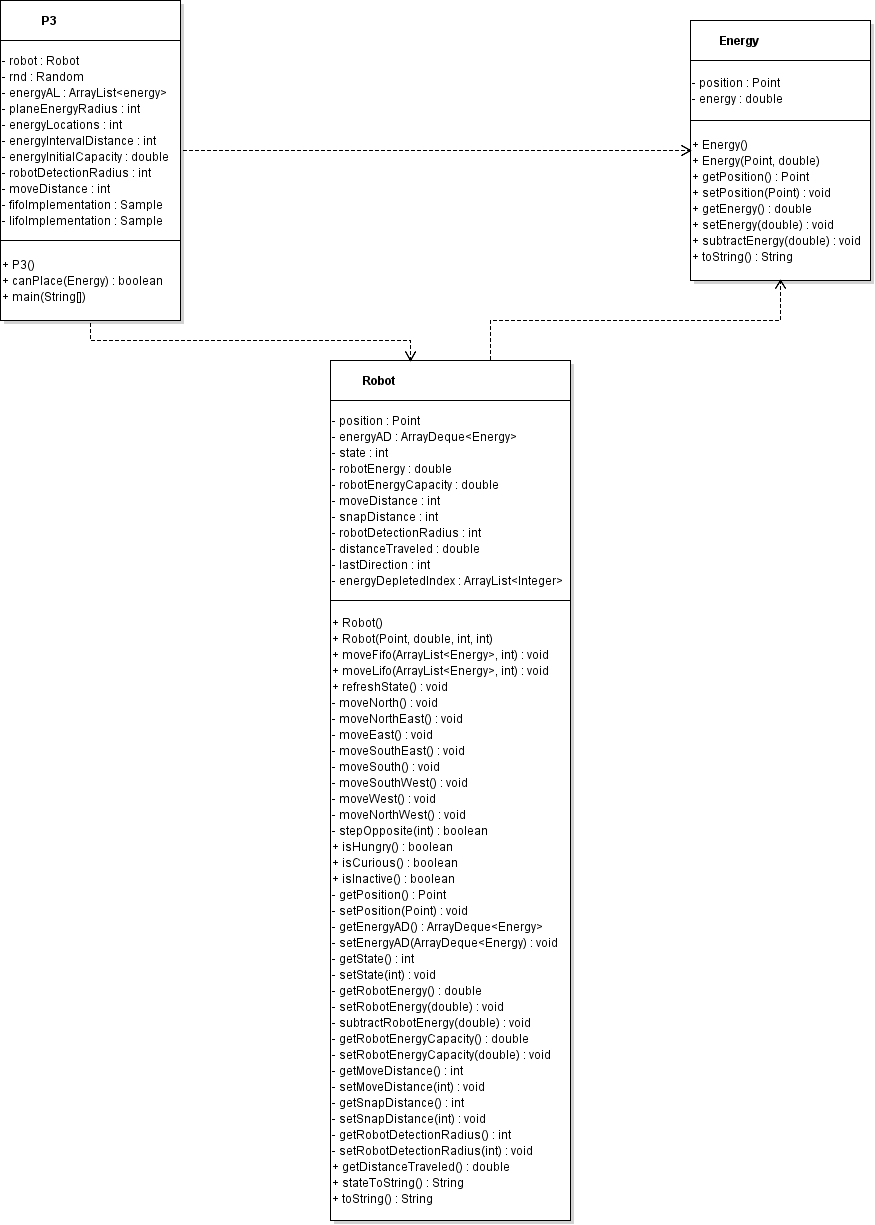 P3
- robot : Robot
- rnd : Random
- energyAL : ArrayList<energy>
- planeEnergyRadius : int
- energyLocations : int
- energyIntervalDistance : int
- energyInitialCapacity : double
- robotDetectionRadius : int
- moveDistance : int
- fifoImplementation : Sample
- lifoImplementation : Sample
+ P3()
+ canPlace(Energy) : boolean
+ main(String[])
Energy
- position : Point
- energy : double
+ Energy()
+ Energy(Point, double)
+ getPosition() : Point
+ setPosition(Point) : void
+ getEnergy() : double
+ setEnergy(double) : void
+ subtractEnergy(double) : void
+ toString() : String
Robot
- position : Point
- energyAD : ArrayDeque<Energy>
- state : int
- robotEnergy : double
- robotEnergyCapacity : double
- moveDistance : int
- snapDistance : int
- robotDetectionRadius : int
- distanceTraveled : double
- lastDirection : int
- energyDepletedIndex : ArrayList<Integer>
+ Robot()
+ Robot(Point, double, int, int)
+ moveFifo(ArrayList<Energy>, int) : void
+ moveLifo(ArrayList<Energy>, int) : void
+ refreshState() : void
- moveNorth() : void
- moveNorthEast() : void
- moveEast() : void
- moveSouthEast() : void
- moveSouth() : void
- moveSouthWest() : void
- moveWest() : void
- moveNorthWest() : void
- stepOpposite(int) : boolean
+ isHungry() : boolean
+ isCurious() : boolean
+ isInactive() : boolean
- getPosition() : Point
- setPosition(Point) : void
- getEnergyAD() : ArrayDeque<Energy>
- setEnergyAD(ArrayDeque<Energy) : void
- getState() : int
- setState(int) : void
- getRobotEnergy() : double
- setRobotEnergy(double) : void
- subtractRobotEnergy(double) : void
- getRobotEnergyCapacity() : double
- setRobotEnergyCapacity(double) : void
- getMoveDistance() : int
- setMoveDistance(int) : void
- getSnapDistance() : int
- setSnapDistance(int) : void
- getRobotDetectionRadius() : int
- setRobotDetectionRadius(int) : void
+ getDistanceTraveled() : double
+ stateToString() : String
+ toString() : String